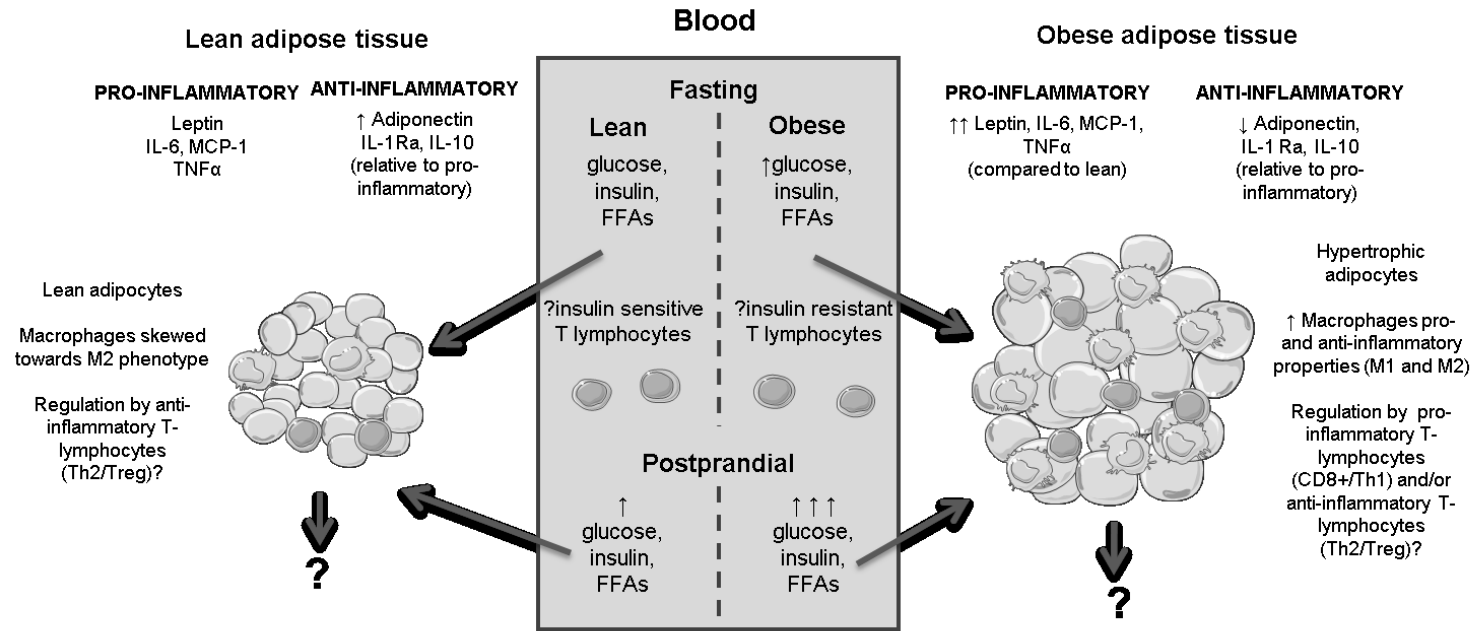 Blood
Lean adipose tissue
PRO-INFLAMMATORY
Leptin
IL-6, MCP-1
TNFα
ANTI-INFLAMMATORY
↑ Adiponectin
IL-1Ra, IL-10
(relative to pro-
inflammatory)
Lean adipocytes
Macrophages skewed
towards M2 phenotype
Regulation by anti-
inflammatory T-
lymphocytes
(Th2/Treg)?
?
Fasting
Lean
glucose,
insulin,
FFAs
Obese
↑glucose,
insulin,
FFAs
?insulin sensitive
T lymphocytes
?insulin resistant
T lymphocytes
Postprandial
↑
glucose,
insulin,
FFAs
↑ ↑ ↑
glucose,
insulin,
FFAs
Obese adipose tissue
PRO-INFLAMMATORY
↑↑ Leptin, IL-6, MCP-1,
TNFα
(compared to lean)
ANTI-INFLAMMATORY
↓ Adiponectin,
IL-1 Ra, IL-10
(relative to pro-
inflammatory)
Hypertrophic
adipocytes
↑ Macrophages pro-
and anti-inflammatory
properties (M1 and M2)
Regulation by pro-
inflammatory T-
lymphocytes
(CD8+/Th1) and/or
anti-inflammatory T-
lymphocytes
(Th2/Treg)?
?